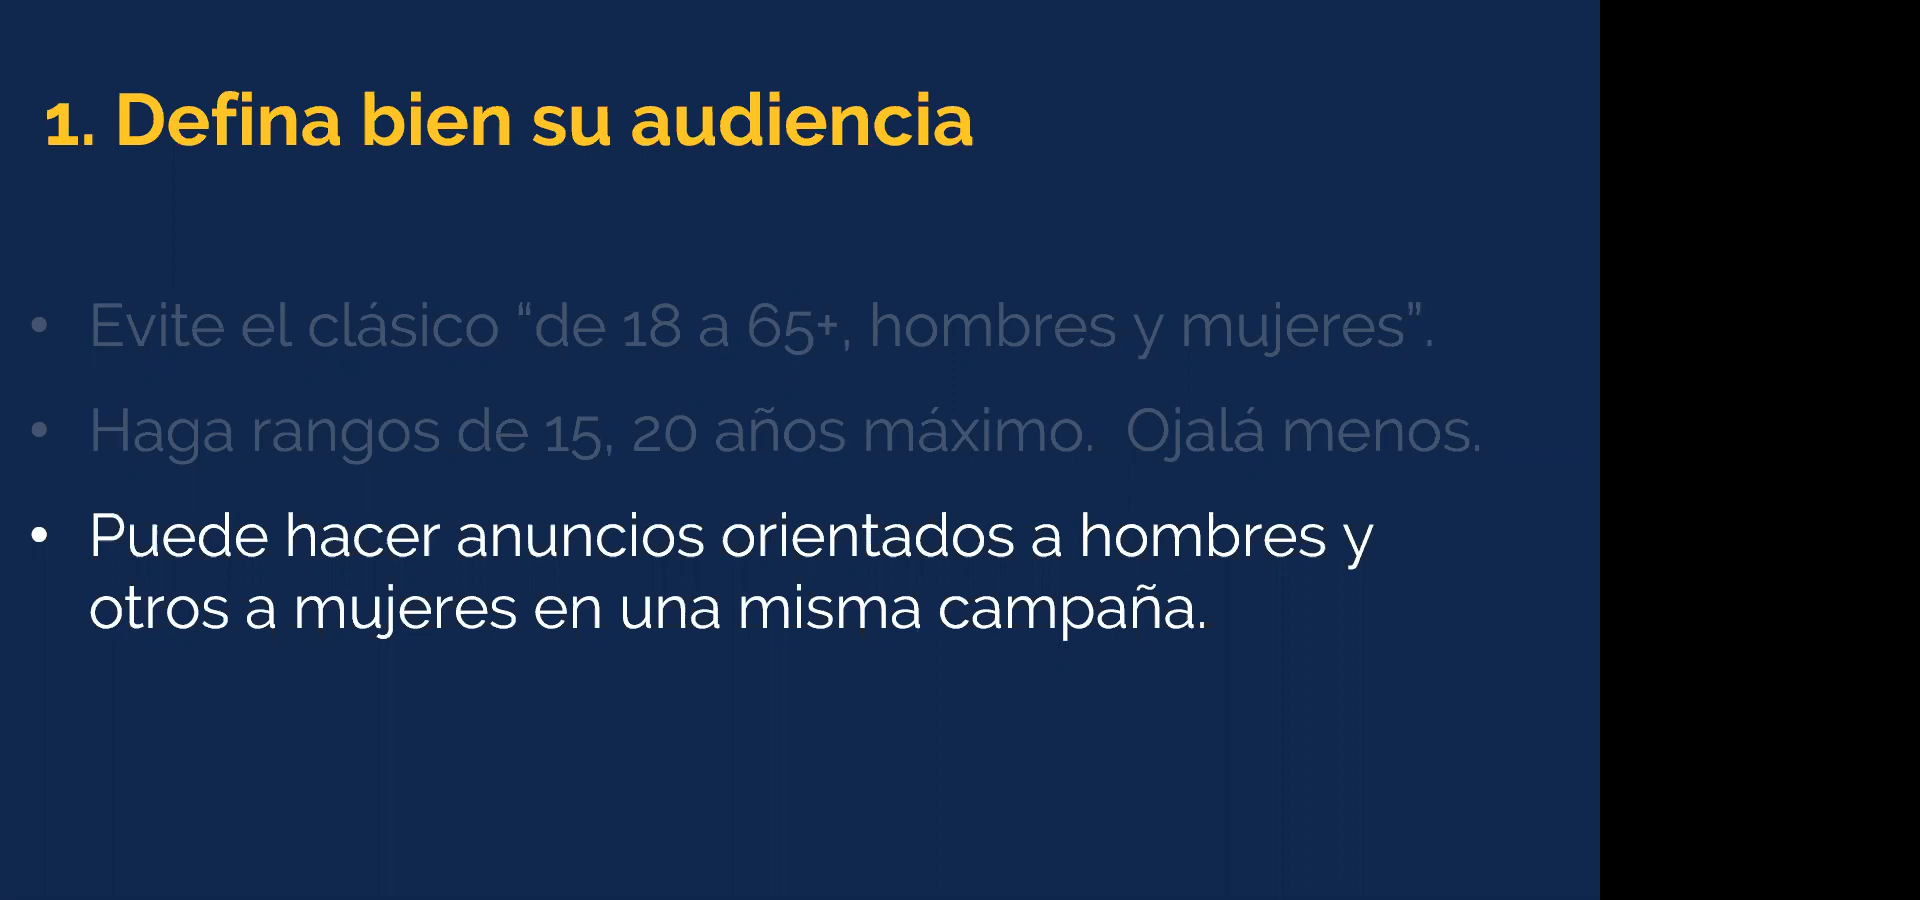 1. Defina bien su audiencia
• Evite el clásico “de 18 a 65+, hombres y mujeres”.
• Haga rangos de 15, 20 años máximo.  Ojalá menos.
• Puede hacer anuncios orientados a hombres y
otros a mujeres en una misma campaña.